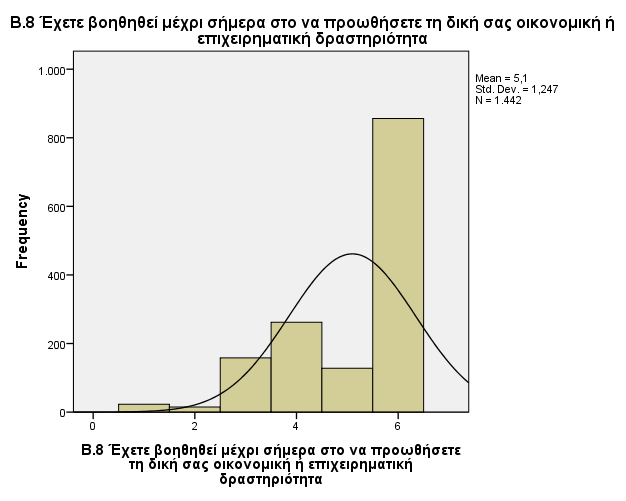 B.8 Έχετε βοηθηθεί μέχρι σήμερα στο να προωθήσετε τη δική σας οικονομική ή
επιχειρηματική δραστηριότητα
Mean = 5,1
Std. Dev. = 1,247
N = 1.442
1.000
800
600
400
200
0
Frequency
0 2 4 6
B.8 Έχετε βοηθηθεί μέχρι σήμερα στο να προωθήσετε
τη δική σας οικονομική ή επιχειρηματική
δραστηριότητα